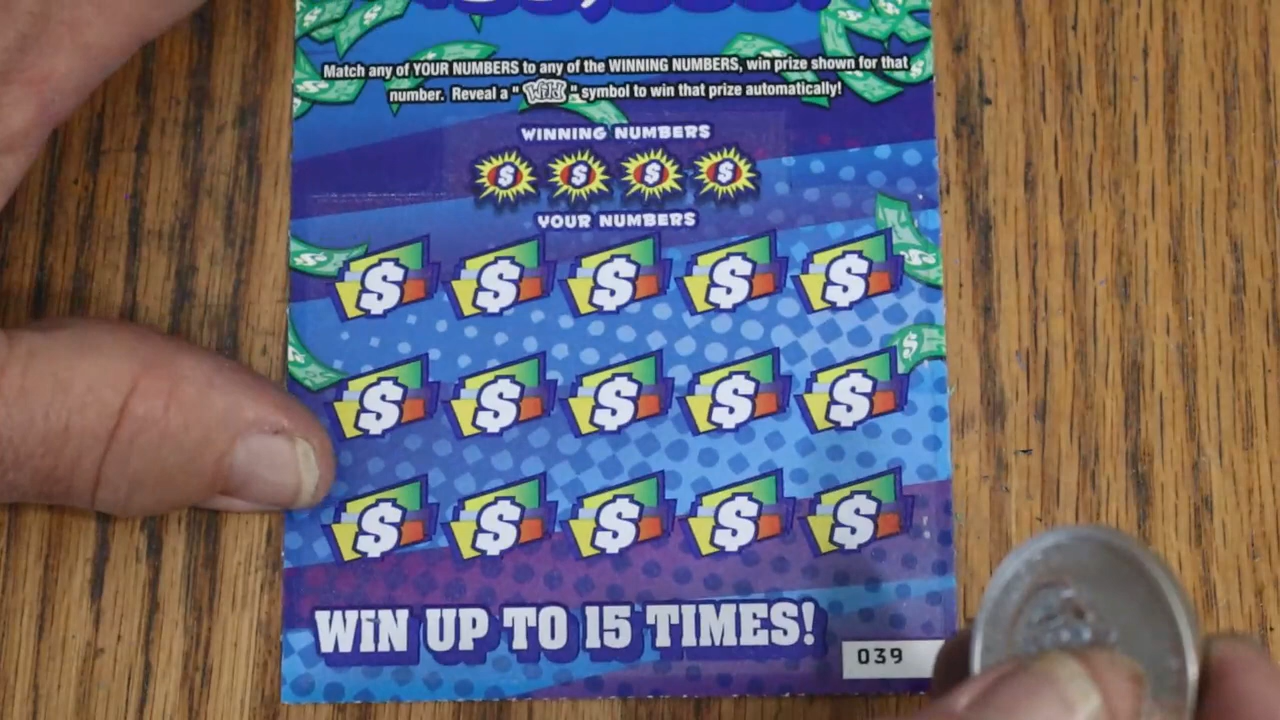 Match any of YOUR NUMBERS to any of the WINNING NUMBERS, win prize shown for that
number. Reveal a "WILD" symbol to win that prize automatically!
WINNING NUMBERS
$ $ $ $
YOUR NUMBERS
$ $ $ $ $
$ $ $ $ $
$ $ $ $ $
WIN UP TO 15 TIMES!
039